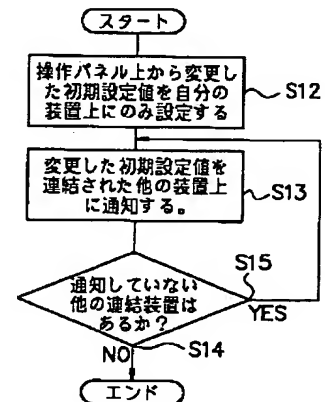 スタート
操作パネル上から変更し
た初期設定値を自分の
装置上にのみ設定する
S12
変更した初期設定値を
連結された他の装置上
に通知する。
S13
S15
通知していない
他の連結装置は
あるか?
YES
NO
S14
エンド